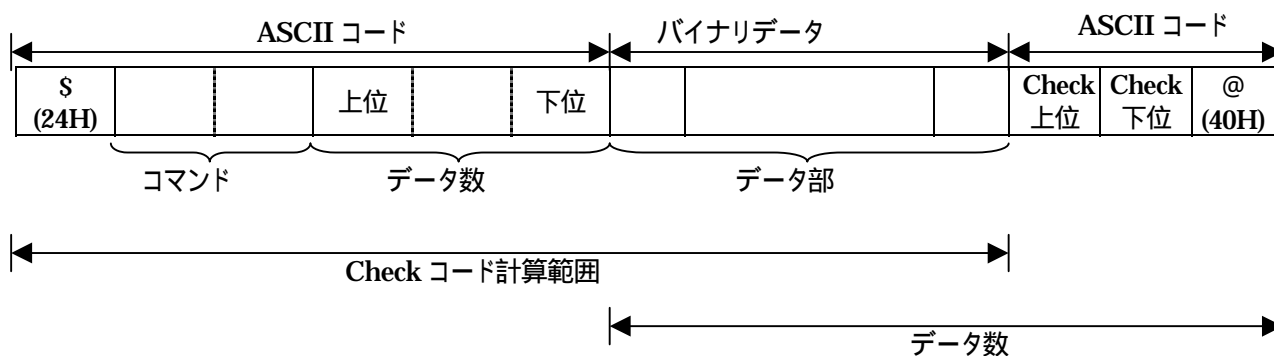 ASCII コード バイナリデータ ASCII コード
$ 上位 下位 Check Check @
(24H) 上位 下位 (40H)
コマンド データ数 データ部
Check コード計算範囲
データ数